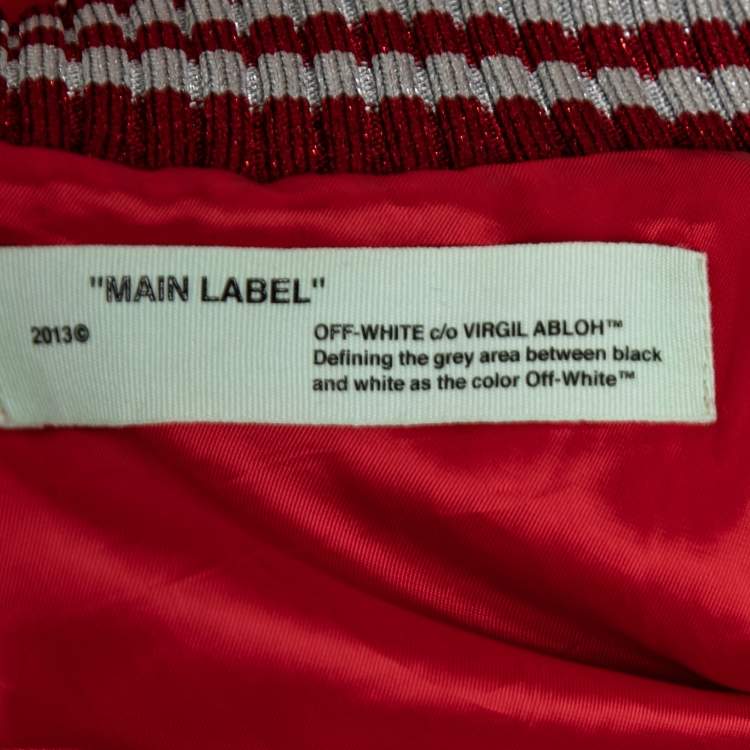 "MAIN LABEL"
2013© OFF-WHITE c/o VIRGIL ABLOH™
Defining the grey area between black
and white as the color Off-White™